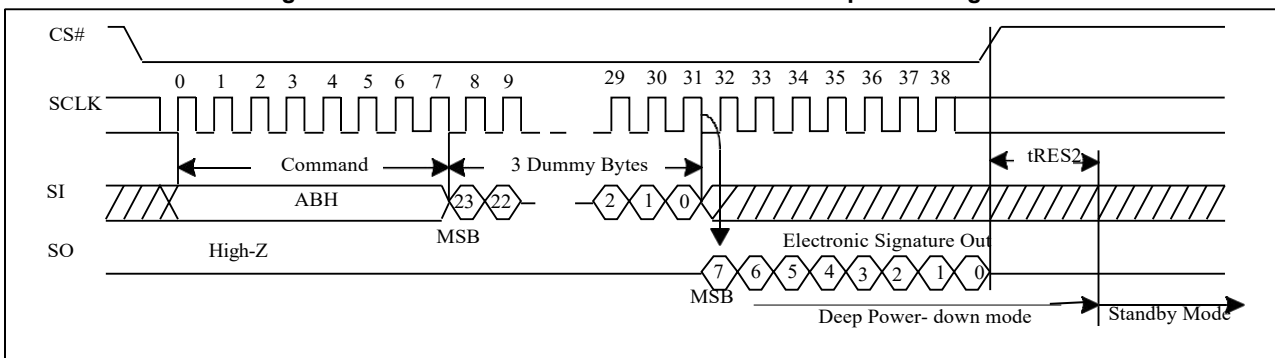 CS#
0 1 2 3 4 5 6 7 8 9 29 30 31 32 33 34 35 36 37 38
SCLK
Command 3 Dummy Bytes tRES2
SI ABH 23 22 2 1 0
MSB
SO High-Z Electronic Signature Out
7 6 5 4 3 2 1 0
MSB
Deep Power- down mode Standby Mode